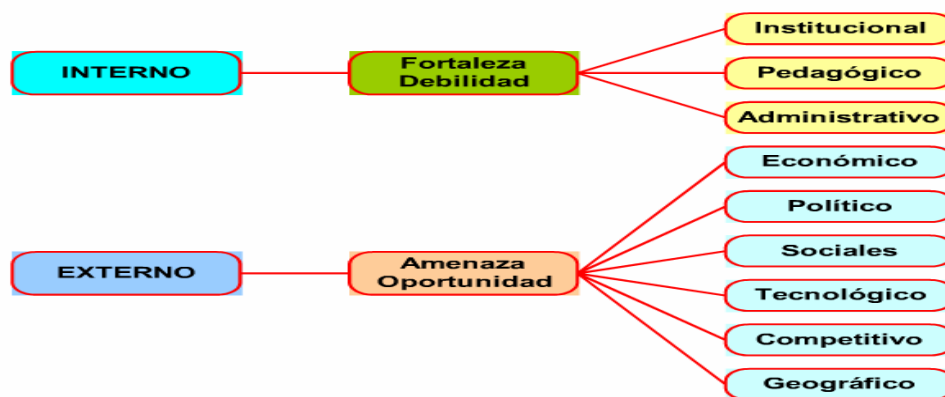 INTERNO
Fortaleza
Debilidad
Institucional
Pedagógico
Administrativo
EXTERNO
Amenaza
Oportunidad
Económico
Político
Sociales
Tecnológico
Competitivo
Geográfico